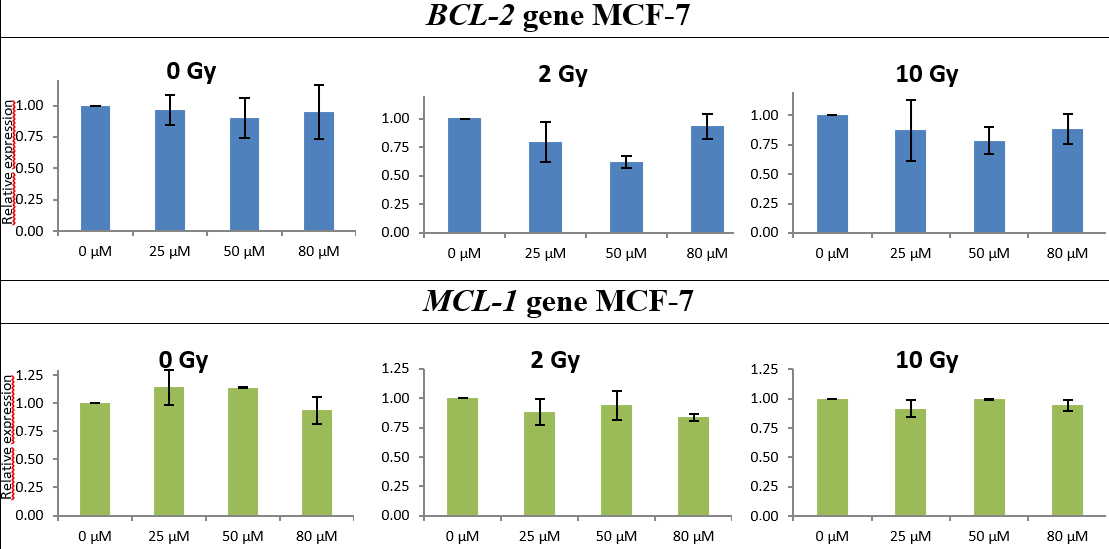 BCL-2 gene MCF-7
0 Gy
Relative expression
1.00
0.75
0.50
0.25
0.00
0 µM 25 µM 50 µM 80 µM
2 Gy
1.00
0.75
0.50
0.25
0.00
0 µM 25 µM 50 µM 80 µM
10 Gy
1.00
0.75
0.50
0.25
0.00
0 µM 25 µM 50 µM 80 µM
MCL-1 gene MCF-7
0 Gy
Relative expression
1.25
1.00
0.75
0.50
0.25
0.00
0 µM 25 µM 50 µM 80 µM
2 Gy
1.25
1.00
0.75
0.50
0.25
0.00
0 µM 25 µM 50 µM 80 µM
10 Gy
1.25
1.00
0.75
0.50
0.25
0.00
0 µM 25 µM 50 µM 80 µM